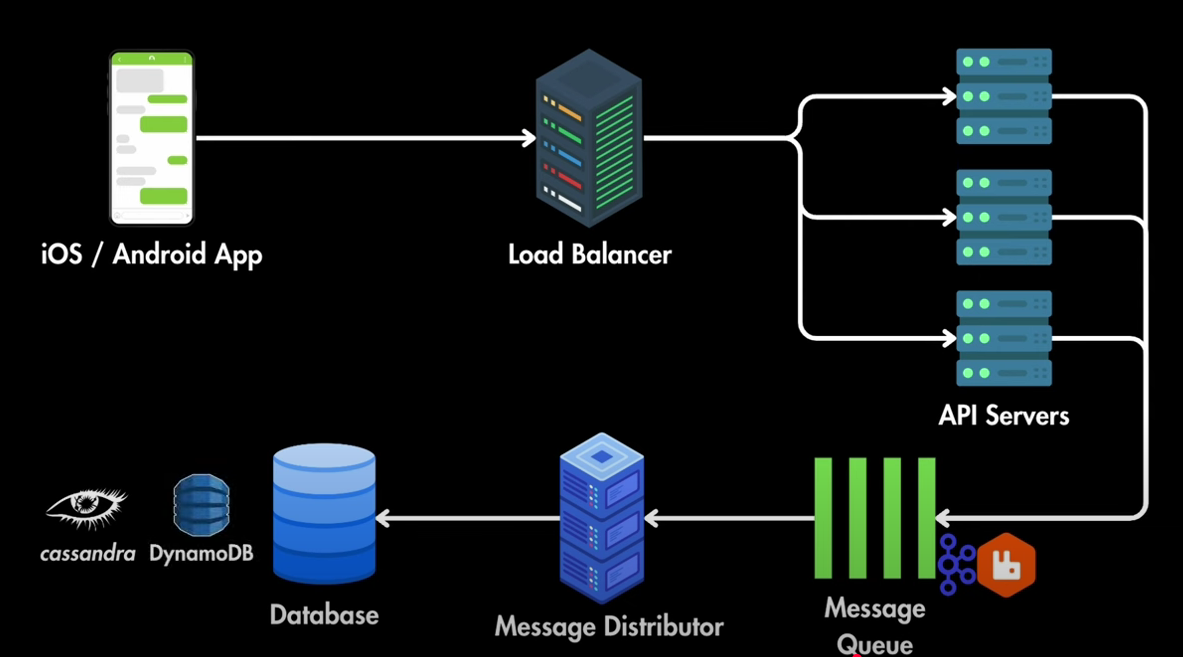 iOS / Android App
Load Balancer
API Servers
cassandra
DynamoDB
Database
Message Distributor
Message
Queue